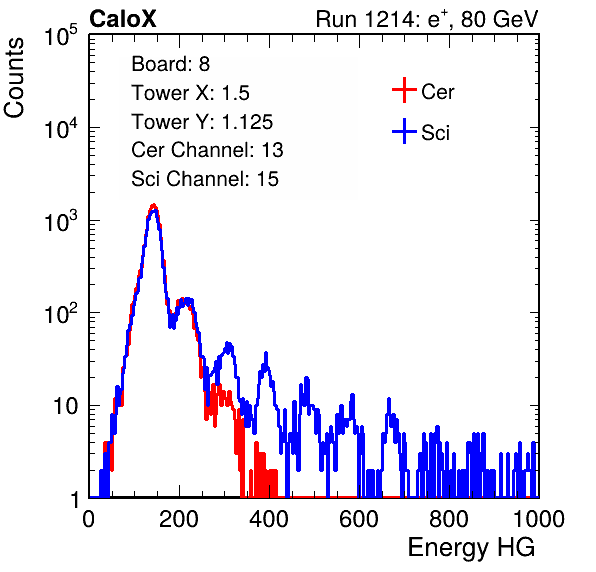 CaloX Run 1214: e⁺, 80 GeV
Counts
10⁵
10⁴
10³
10²
10
1
Board: 8
Tower X: 1.5
Tower Y: 1.125
Cer Channel: 13
Sci Channel: 15
Cer
Sci
0 200 400 600 800 1000
Energy HG